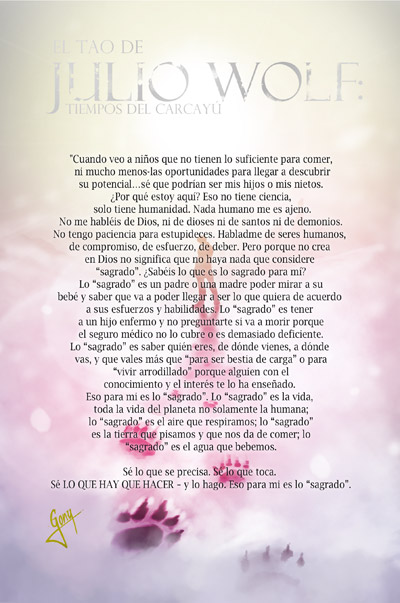 EL TAO DE
JULIO WOLF:
TIEMPOS DEL CARCAYÚ
"Cuando veo a niños que no tienen lo suficiente para comer,
ni mucho menos-las oportunidades para llegar a descubrir
su potencial...sé que podrían ser mis hijos o mis nietos.
¿Por qué estoy aquí? Eso no tiene ciencia,
solo tiene humanidad. Nada humano me es ajeno.
No me habléis de Dios, ni de dioses ni de santos ni de demonios.
No tengo paciencia para estupideces. Habladme de seres humanos,
de compromiso, de esfuerzo, de deber. Pero porque no crea
en Dios no significa que no haya nada que considere
“sagrado”. ¿Sabéis lo que es lo sagrado para mí?
Lo “sagrado” es un padre o una madre poder mirar a su
bebé y saber que va a poder llegar a ser lo que quiera de acuerdo
a sus esfuerzos y habilidades. Lo “sagrado” es tener
a un hijo enfermo y no preguntarte si va a morir porque
el seguro médico no lo cubre o es demasiado deficiente.
Lo “sagrado” es saber quién eres, de dónde vienes, a dónde
vas, y que vales más que “para ser bestia de carga” o para
“vivir arrodillado” porque alguien con el
conocimiento y el interés te lo ha enseñado.
Eso para mi es lo “sagrado”. Lo “sagrado” es la vida,
toda la vida del planeta no solamente la humana;
lo “sagrado” es el aire que respiramos; lo “sagrado”
es la tierra que pisamos y que nos da de comer; lo
“sagrado” es el agua que bebemos.
Sé lo que se precisa. Sé lo que toca.
Sé LO QUE HAY QUE HACER - y lo hago. Eso para mi es lo “sagrado”.
Gony